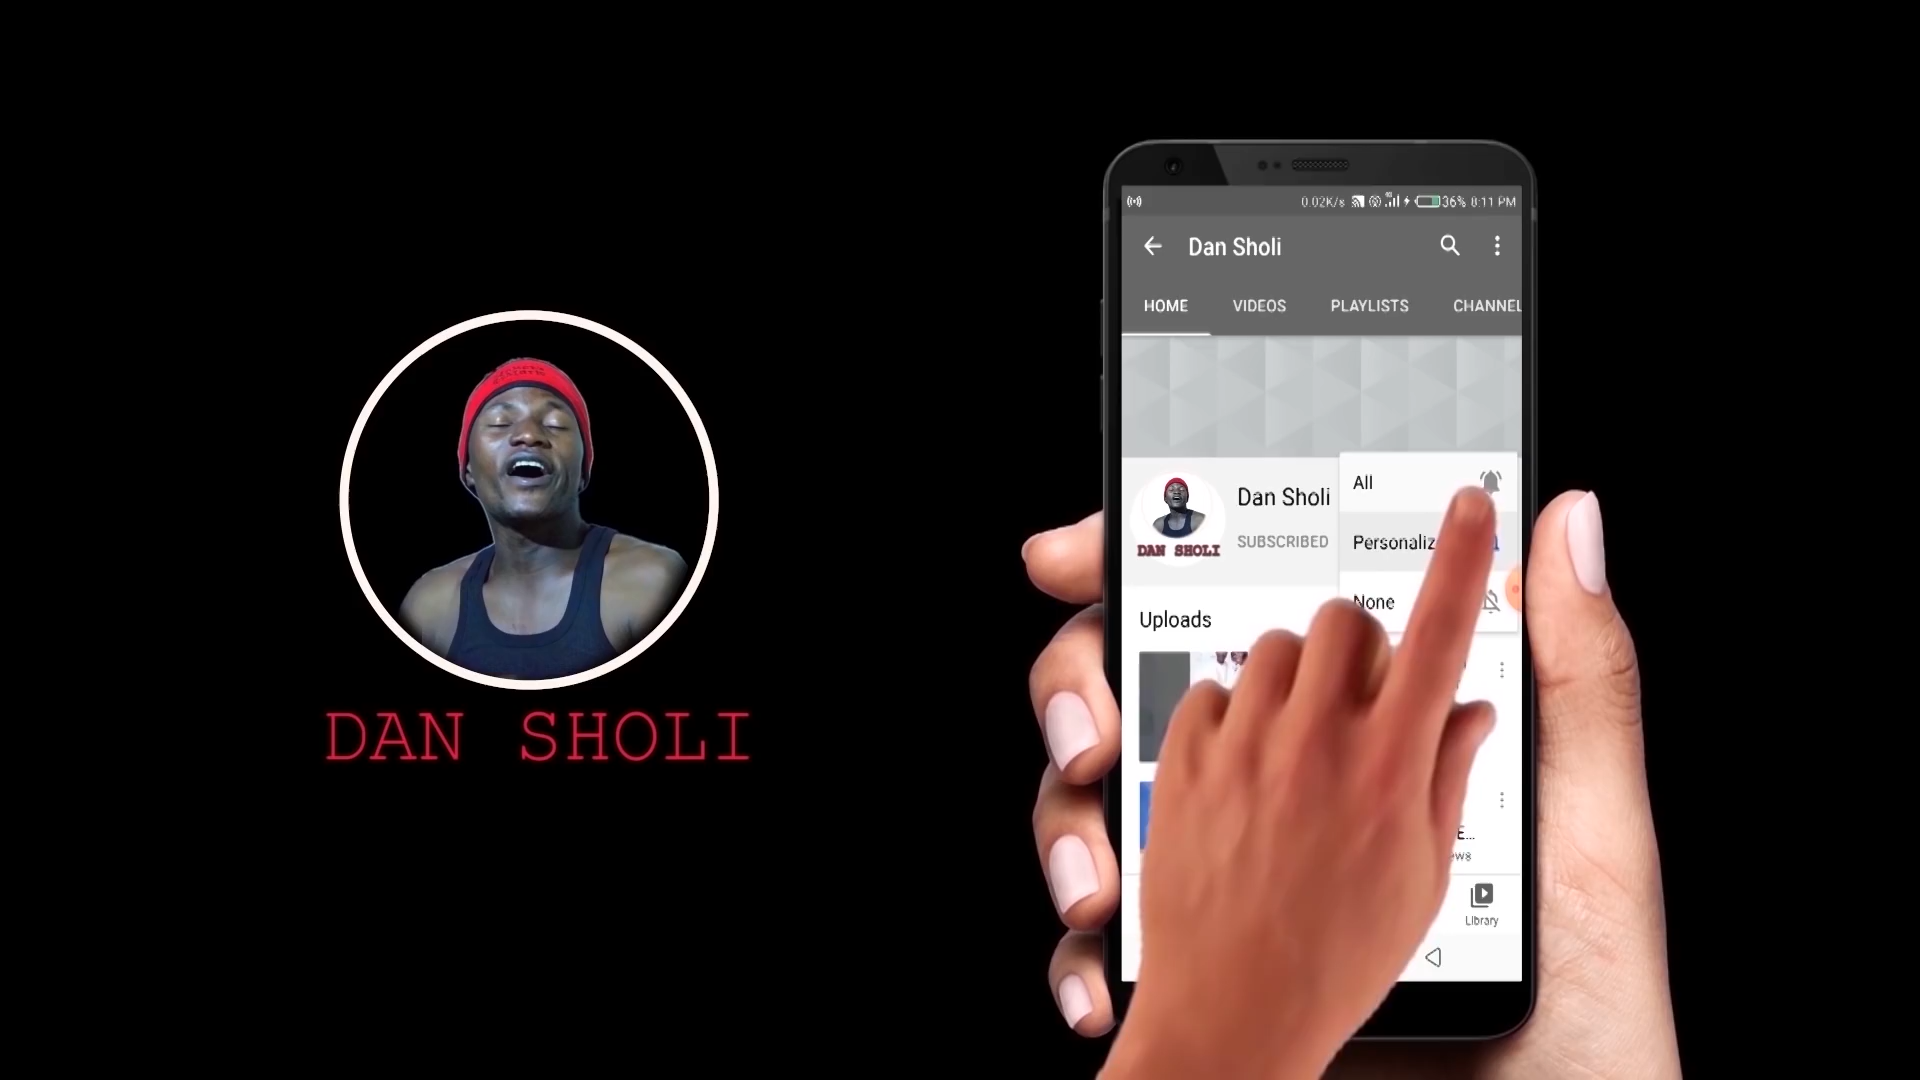 DAN SHOLI
0.02K/s 36% 8:11 PM
Dan Sholi
HOME VIDEOS PLAYLISTS CHANNEL
Dan Sholi
SUBSCRIBED
DAN SHOLI
All
Personaliz
None
Uploads
E...
ews
Library